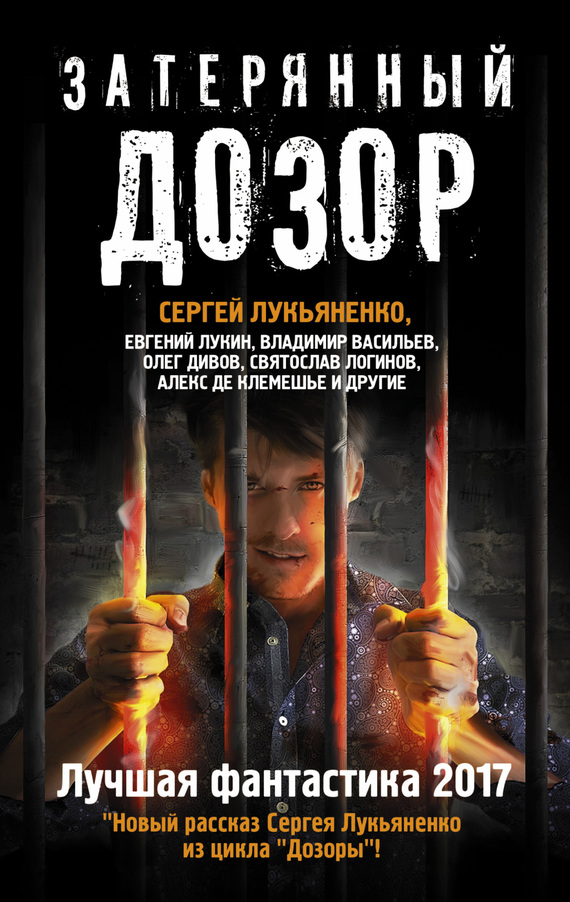 ЗАТЕРЯННЫЙ
ДОЗОР
СЕРГЕЙ ЛУКЬЯНЕНКО,
ЕВГЕНИЙ ЛУКИН, ВЛАДИМИР ВАСИЛЬЕВ,
ОЛЕГ ДИВОВ, СВЯТОСЛАВ ЛОГИНОВ,
АЛЕКС ДЕ КЛЕМЕШЬЕ И ДРУГИЕ
Лучшая фантастика 2017
"Новый рассказ Сергея Лукьяненко
из цикла "Дозоры"!